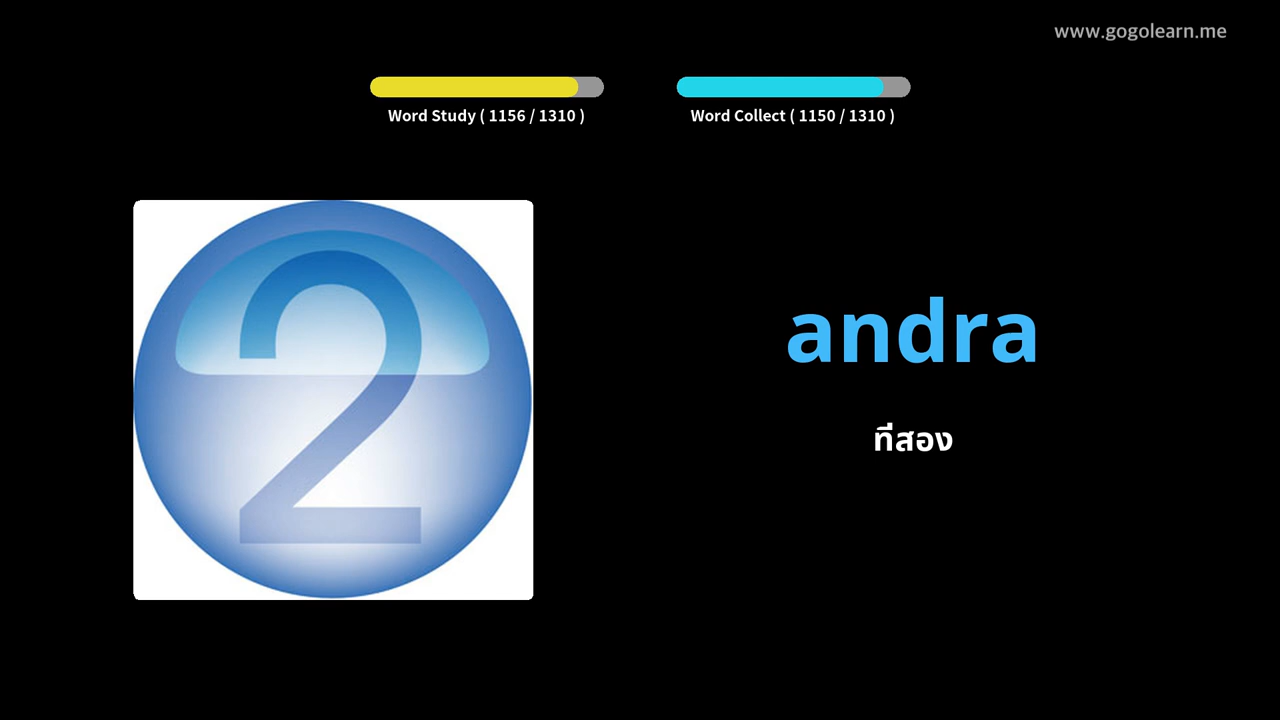 www.gogolearn.me
Word Study ( 1156 / 1310 )
Word Collect ( 1150 / 1310 )
2
andra
ที่สอง